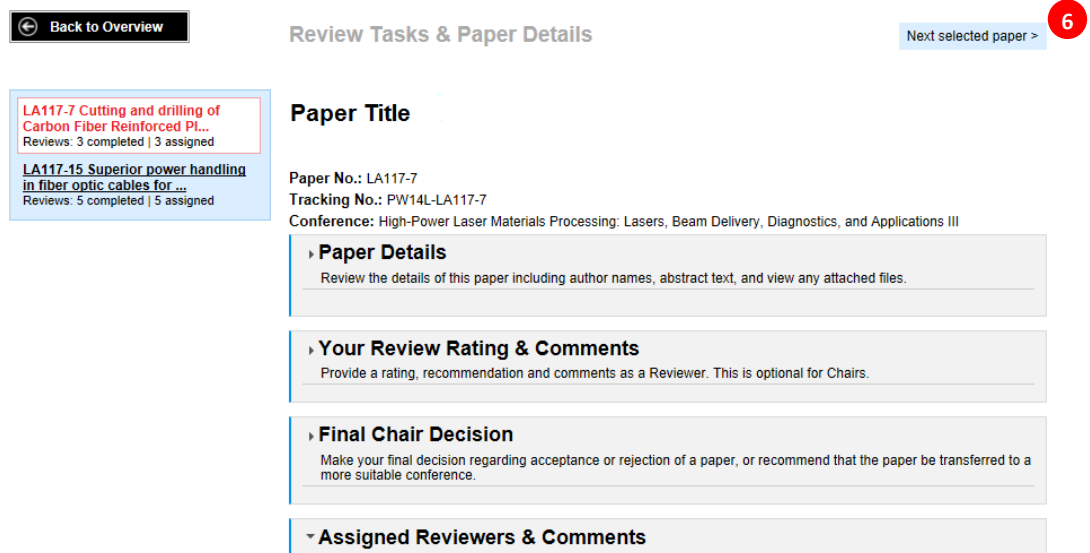 Back to Overview
Review Tasks & Paper Details
Next selected paper >
6
LA117-7 Cutting and drilling of
Carbon Fiber Reinforced Pl...
Reviews: 3 completed | 3 assigned
LA117-15 Superior power handling
in fiber optic cables for ...
Reviews: 5 completed | 5 assigned
Paper Title
Paper No.: LA117-7
Tracking No.: PW14L-LA117-7
Conference: High-Power Laser Materials Processing: Lasers, Beam Delivery, Diagnostics, and Applications III
Paper Details
Review the details of this paper including author names, abstract text, and view any attached files.
Your Review Rating & Comments
Provide a rating, recommendation and comments as a Reviewer. This is optional for Chairs.
Final Chair Decision
Make your final decision regarding acceptance or rejection of a paper, or recommend that the paper be transferred to a
more suitable conference.
Assigned Reviewers & Comments